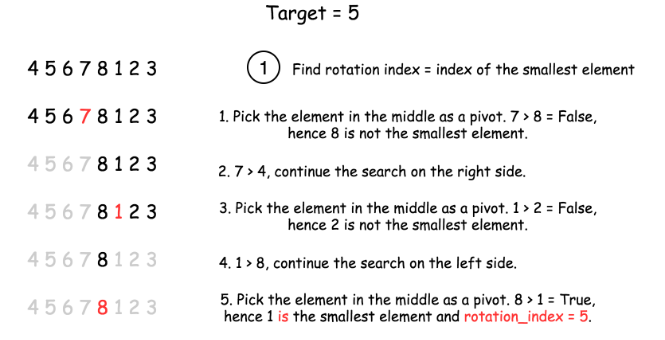 Target = 5
4 5 6 7 8 1 2 3
1 Find rotation index = index of the smallest element
4 5 6 7 8 1 2 3
1. Pick the element in the middle as a pivot. 7 > 8 = False,
hence 8 is not the smallest element.
4 5 6 7 8 1 2 3
2. 7 > 4, continue the search on the right side.
4 5 6 7 8 1 2 3
3. Pick the element in the middle as a pivot. 1 > 2 = False,
hence 2 is not the smallest element.
4 5 6 7 8 1 2 3
4. 1 > 8, continue the search on the left side.
4 5 6 7 8 1 2 3
5. Pick the element in the middle as a pivot. 8 > 1 = True,
hence 1 is the smallest element and rotation_index = 5.